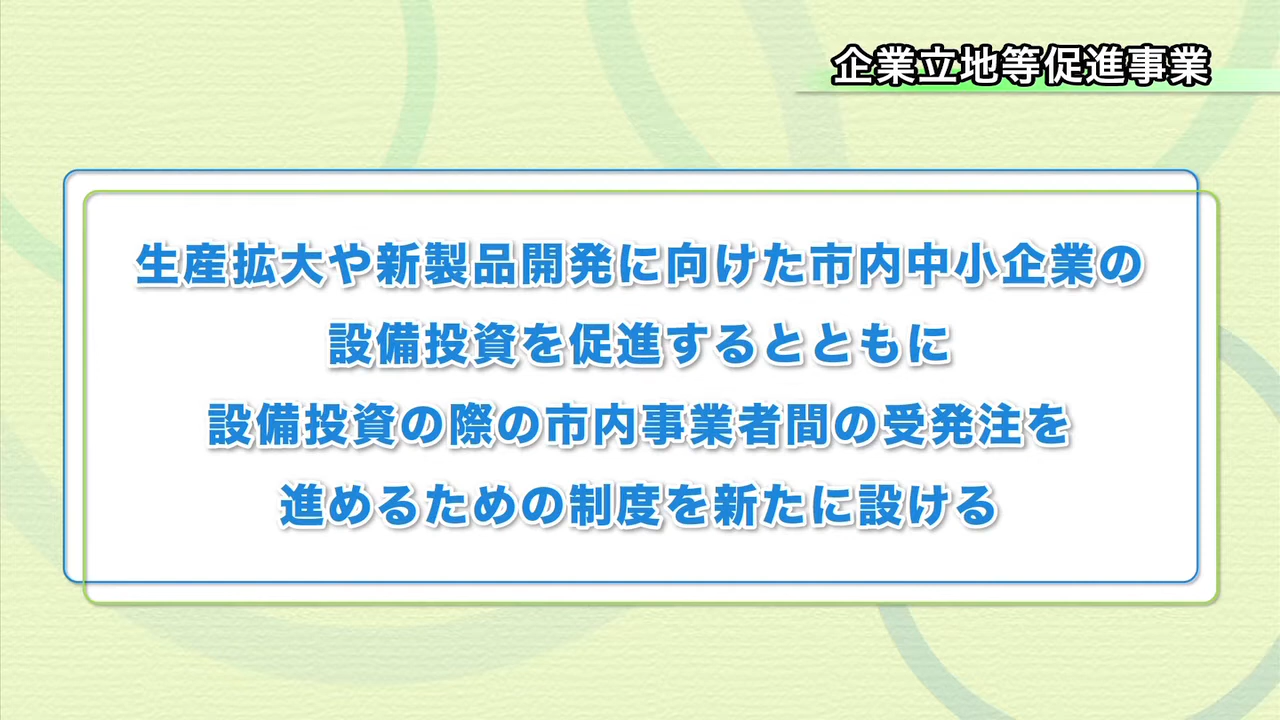 企業立地等促進事業
生産拡大や新製品開発に向けた市内中小企業の
設備投資を促進するとともに
設備投資の際の市内事業者間の受発注を
進めるための制度を新たに設ける